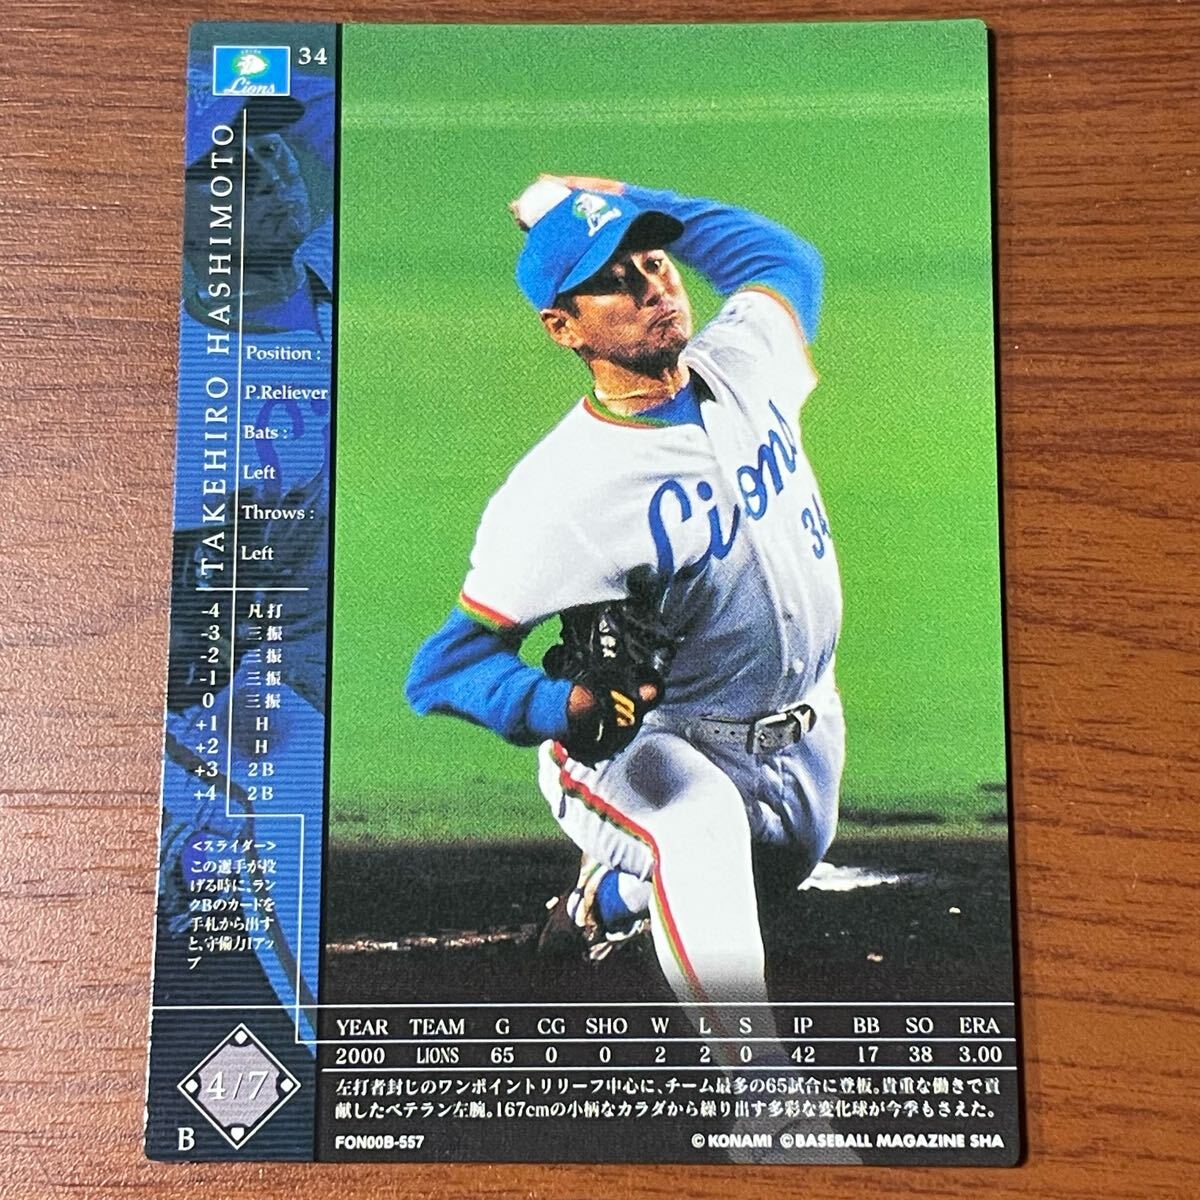 Lions
34
TAKEHIRO HASHIMOTO
Position :
P.Reliever
Bats :
Left
Throws :
Left
-4 凡打
-3 三振
-2 三振
-1 三振
0 三振
+1 H
+2 H
+3 2B
+4 2B
<スライダー>
この選手が投
げる時に、ラン
クBのカードを
手札から出す
と、守備力1アッ
プ
4/7
B
Lions
Lions
34
YEAR TEAM G CG SHO W L S IP BB SO ERA
2000 LIONS 65 0 0 2 2 0 42 17 38 3.00
左打者封じのワンポイントリリーフ中心に、チーム最多の65試合に登板。貴重な働きで貢
献したベテラン左腕。167cmの小柄なカラダから繰り出す多彩な変化球が今季もさえた。
FON00B-557
© KONAMI ©BASEBALL MAGAZINE SHA